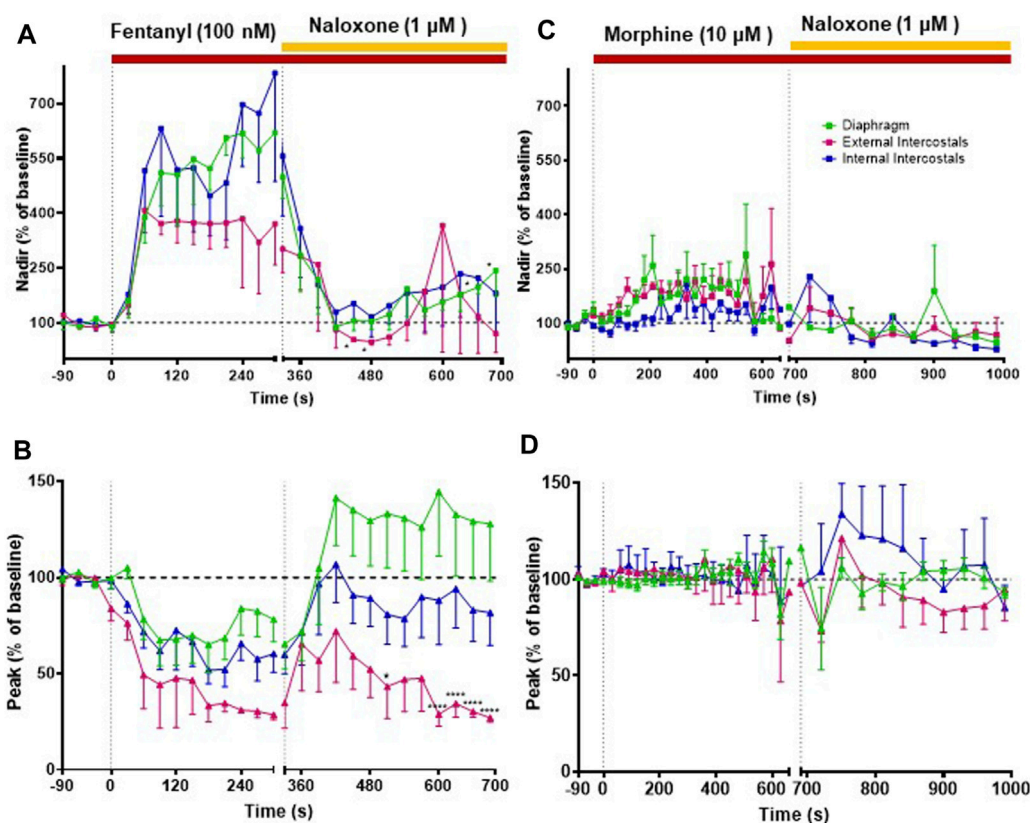 A
Fentanyl (100 nM)
Naloxone (1 µM )
Nadir (% of baseline)
700
550
400
250
100
-90 0 120 240 360 480 600 700
Time (s)
*
*
*
*
C
Morphine (10 µM )
Naloxone (1 µM )
Nadir (% of baseline)
700
550
400
250
100
Diaphragm
External Intercostals
Internal Intercostals
-90 0 200 400 600 700 800 900 1000
Time (s)
B
Peak (% of baseline)
150
100
50
0
*
****
****
****
****
-90 0 120 240 360 480 600 700
Time (s)
D
Peak (% of baseline)
150
100
50
0
-90 0 200 400 600 700 800 900 1000
Time (s)